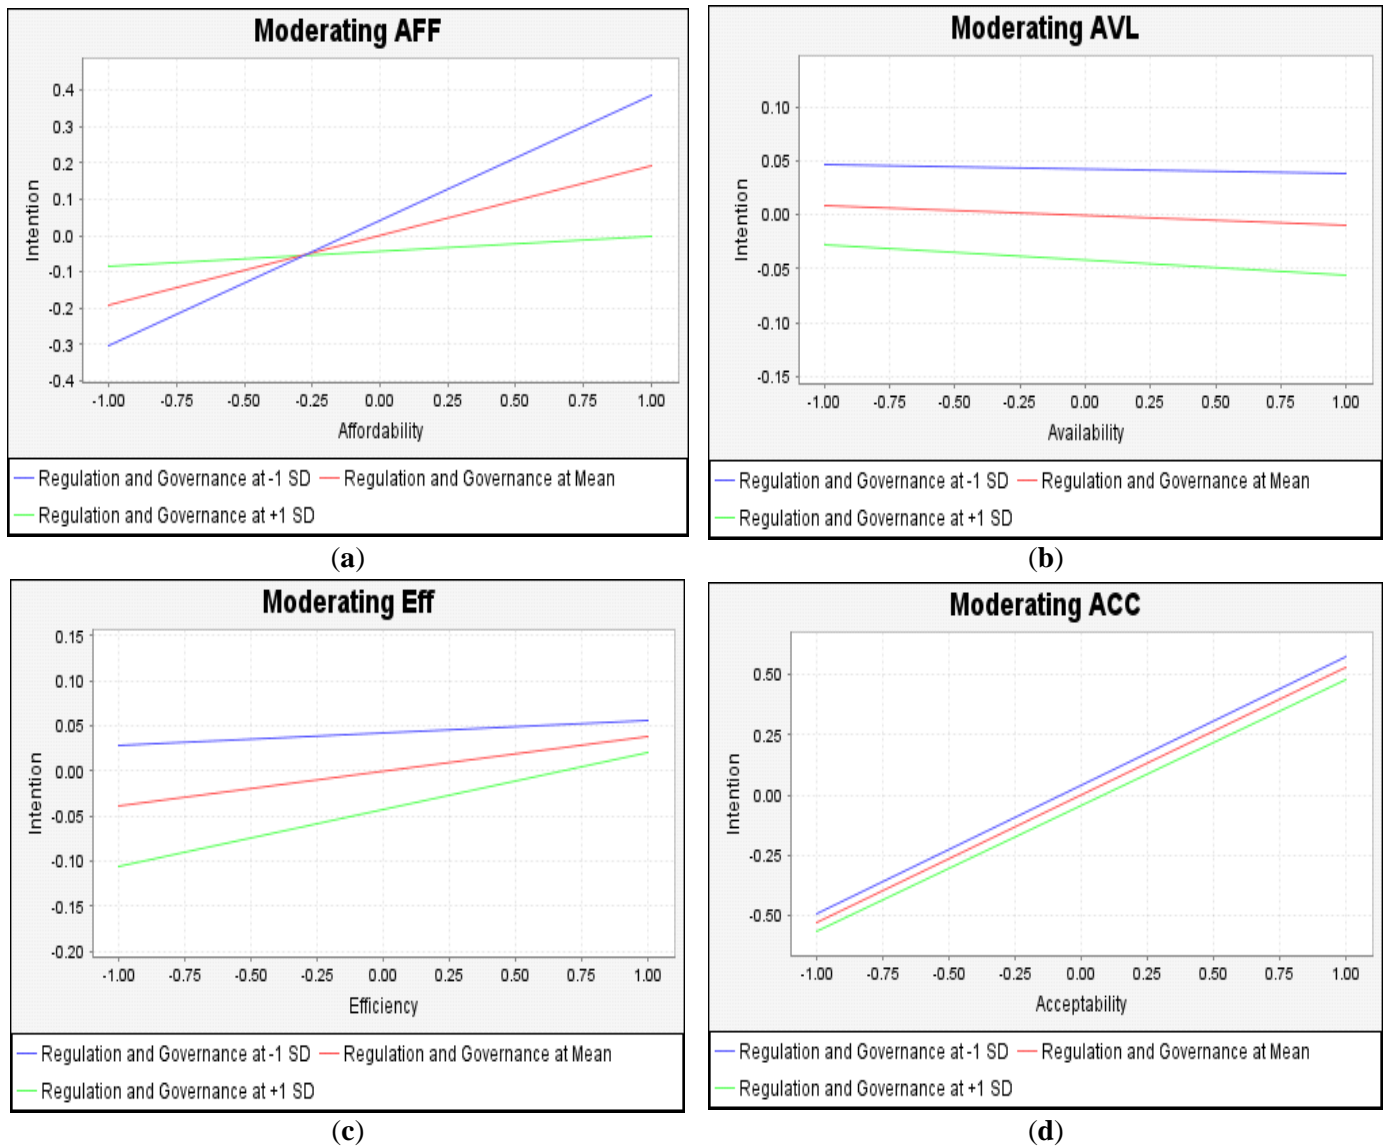 Moderating AFF
0.4
0.3
0.2
0.1
0.0
-0.1
-0.2
-0.3
-0.4
Intention
-1.00 -0.75 -0.50 -0.25 0.00 0.25 0.50 0.75 1.00
Affordability
Regulation and Governance at -1 SD Regulation and Governance at Mean
Regulation and Governance at +1 SD
(a)
Moderating AVL
0.10
0.05
0.00
-0.05
-0.10
-0.15
Intention
-1.00 -0.75 -0.50 -0.25 0.00 0.25 0.50 0.75 1.00
Availability
Regulation and Governance at -1 SD Regulation and Governance at Mean
Regulation and Governance at +1 SD
(b)
Moderating Eff
0.15
0.10
0.05
0.00
-0.05
-0.10
-0.15
-0.20
Intention
-1.00 -0.75 -0.50 -0.25 0.00 0.25 0.50 0.75 1.00
Efficiency
Regulation and Governance at -1 SD Regulation and Governance at Mean
Regulation and Governance at +1 SD
(c)
Moderating ACC
0.50
0.25
0.00
-0.25
-0.50
Intention
-1.00 -0.75 -0.50 -0.25 0.00 0.25 0.50 0.75 1.00
Acceptability
Regulation and Governance at -1 SD Regulation and Governance at Mean
Regulation and Governance at +1 SD
(d)